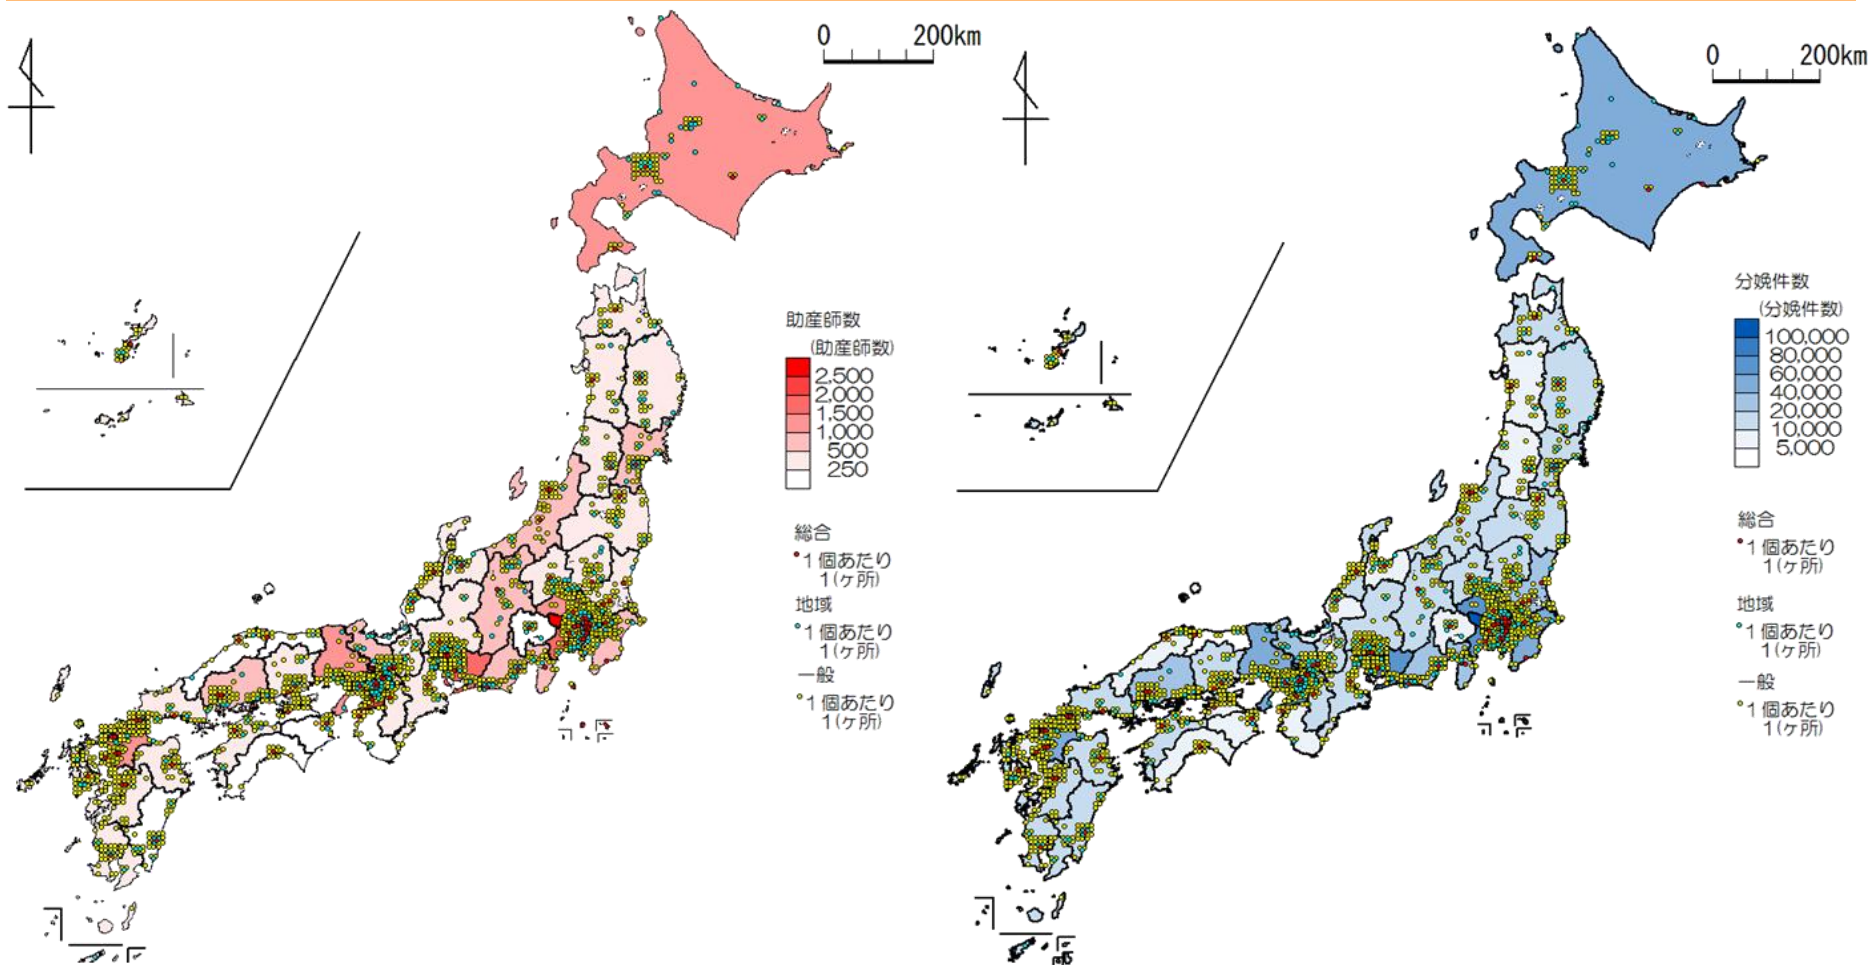 0 200km
助産師数
(助産師数)
2,500
2,000
1,500
1,000
500
250
総合
1個あたり
1(ヶ所)
地域
1個あたり
1(ヶ所)
一般
1個あたり
1(ヶ所)
0 200km
分娩件数
(分娩件数)
100,000
80,000
60,000
40,000
20,000
10,000
5,000
総合
1個あたり
1(ヶ所)
地域
1個あたり
1(ヶ所)
一般
1個あたり
1(ヶ所)